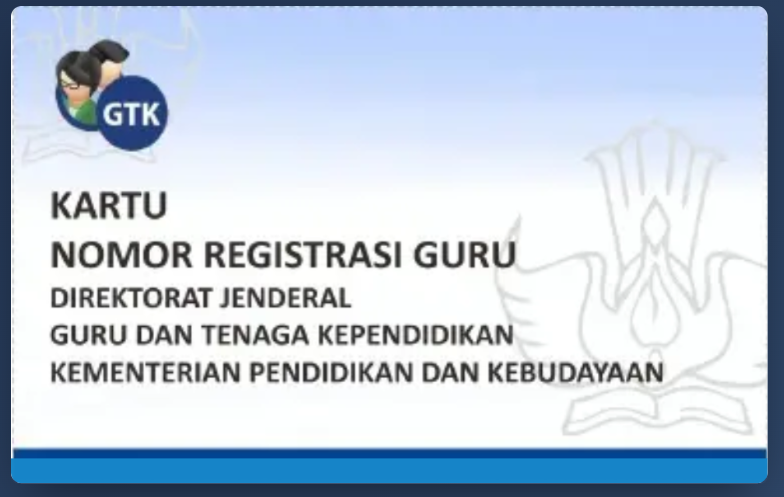 GTK
KARTU
NOMOR REGISTRASI GURU
DIREKTORAT JENDERAL
GURU DAN TENAGA KEPENDIDIKAN
KEMENTERIAN PENDIDIKAN DAN KEBUDAYAAN